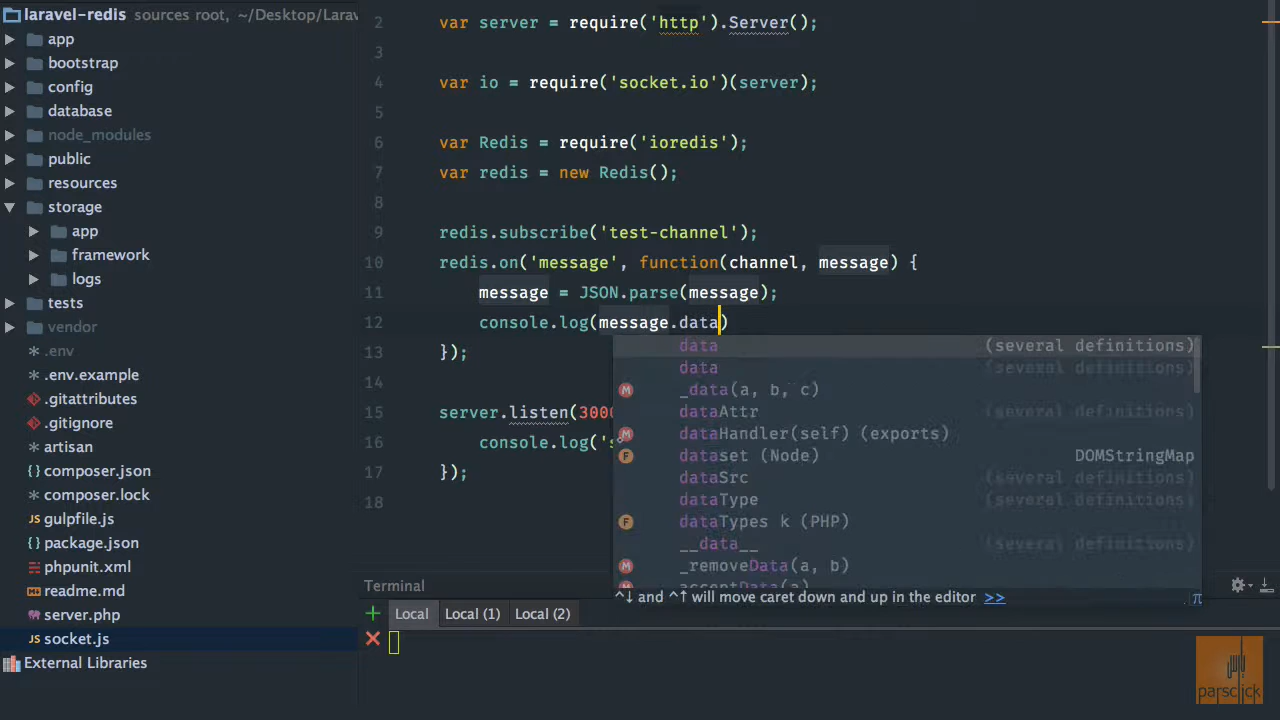 laravel-redis sources root, ~/Desktop/Lara
app
bootstrap
config
database
node_modules
public
resources
storage
app
framework
logs
tests
vendor
.env
.env.example
.gitattributes
.gitignore
artisan
composer.json
composer.lock
gulpfile.js
package.json
phpunit.xml
readme.md
server.php
socket.js
External Libraries
2 var server = require('http').Server();
3
4 var io = require('socket.io')(server);
5
6 var Redis = require('ioredis');
7 var redis = new Redis();
8
9 redis.subscribe('test-channel');
10 redis.on('message', function(channel, message) {
11 message = JSON.parse(message);
12 console.log(message.data)
13 });
14
15 server.listen(3000
16 console.log('s
17 });
18
data (several definitions)
data (several definitions)
_data(a, b, c)
dataAttr (several definitions)
dataHandler(self) (exports)
dataset (Node) DOMStringMap
dataSrc (several definitions)
dataType (several definitions)
dataTypes k (PHP)
__data__ (several definitions)
_removeData(a, b)
acceptData(a)
^↓ and ^↑ will move caret down and up in the editor >> π
Terminal
Local Local (1) Local (2)
parsclick